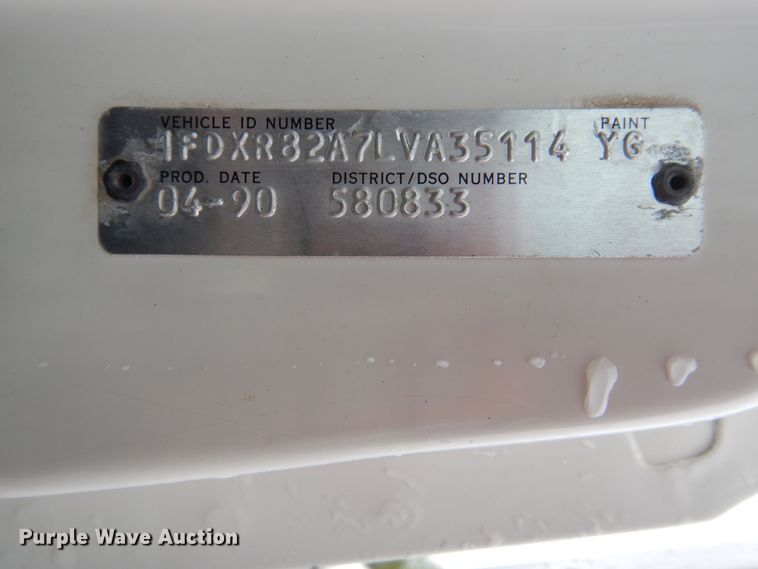 VEHICLE ID NUMBER PAINT
1FDXR82A7LVA35114 YG
PROD. DATE DISTRICT/DSO NUMBER
04-90 580833
Purple Wave Auction